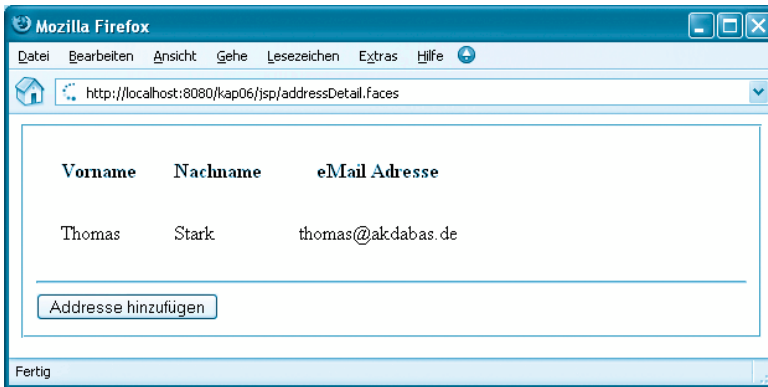 Mozilla Firefox
Datei Bearbeiten Ansicht Gehe Lesezeichen Extras Hilfe
http://localhost:8080/kap06/jsp/addressDetail.faces
Vorname Nachname eMail Adresse
Thomas Stark thomas@akdabas.de
Addresse hinzufügen
Fertig